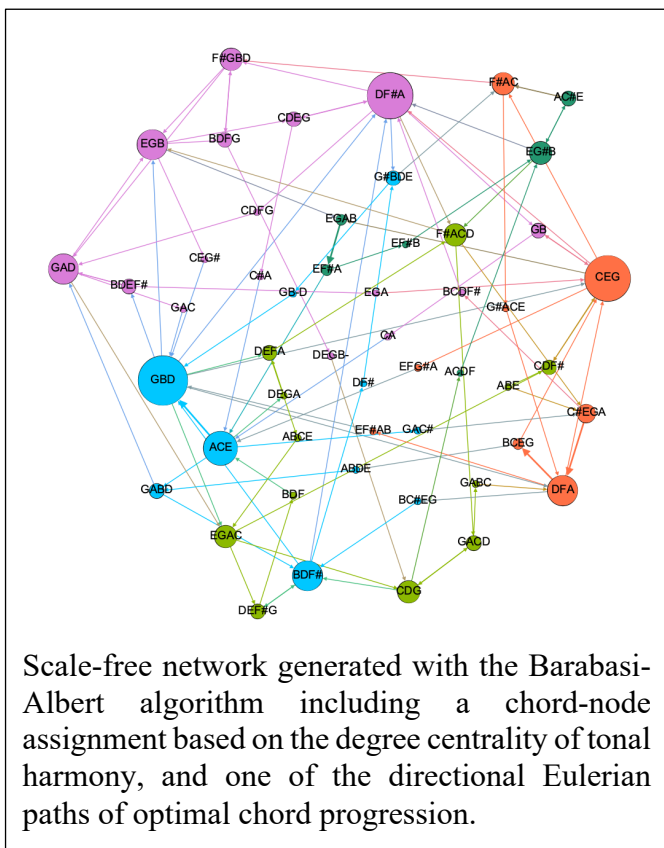 F#GBD
DF#A
F#AC
AC#E
CDEG
BDFG
EGB
EG#B
G#BDE
CDFG
EGAB
F#ACD
EF#B
GB
CEG#
GAD
C#A
EF#A
CEG
BDEF#
GAC
GB-D
EGA
BCDF#
G#ACE
CA
DEFA
DEGB-
GBD
EFG#A
AGDF
CDF#
DF#
ABE
DEGA
C#EGA
ABCE
EF#AB
GAC#
ACE
BCEG
ABDE
GABD
BDF
BC#EG
GABC
DFA
EGAC
GACD
BDF#
CDG
DEF#G
Scale-free network generated with the Barabasi-
Albert algorithm including a chord-node
assignment based on the degree centrality of tonal
harmony, and one of the directional Eulerian
paths of optimal chord progression.